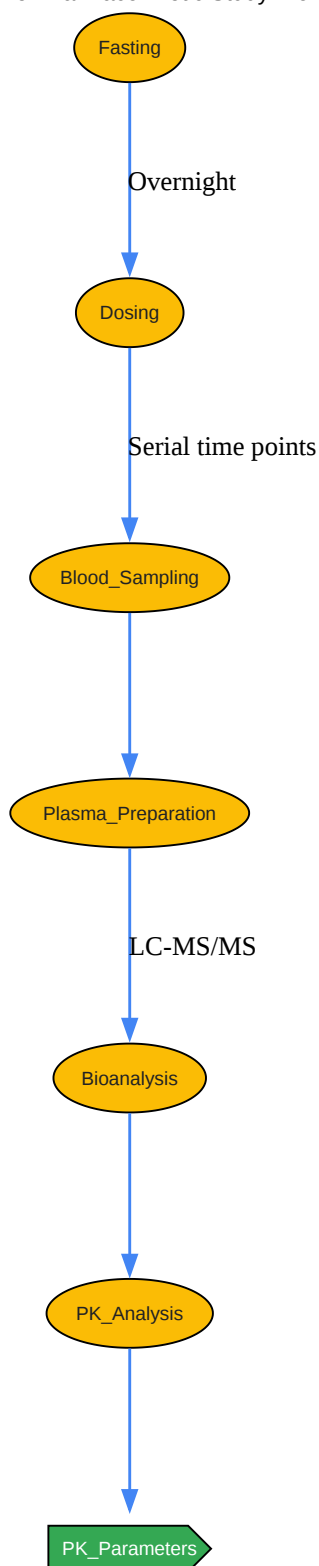 Fasting
Overnight
Dosing
Serial time points
Blood_Sampling
Plasma_Preparation
LC-MS/MS
Bioanalysis
PK_Analysis
PK_Parameters